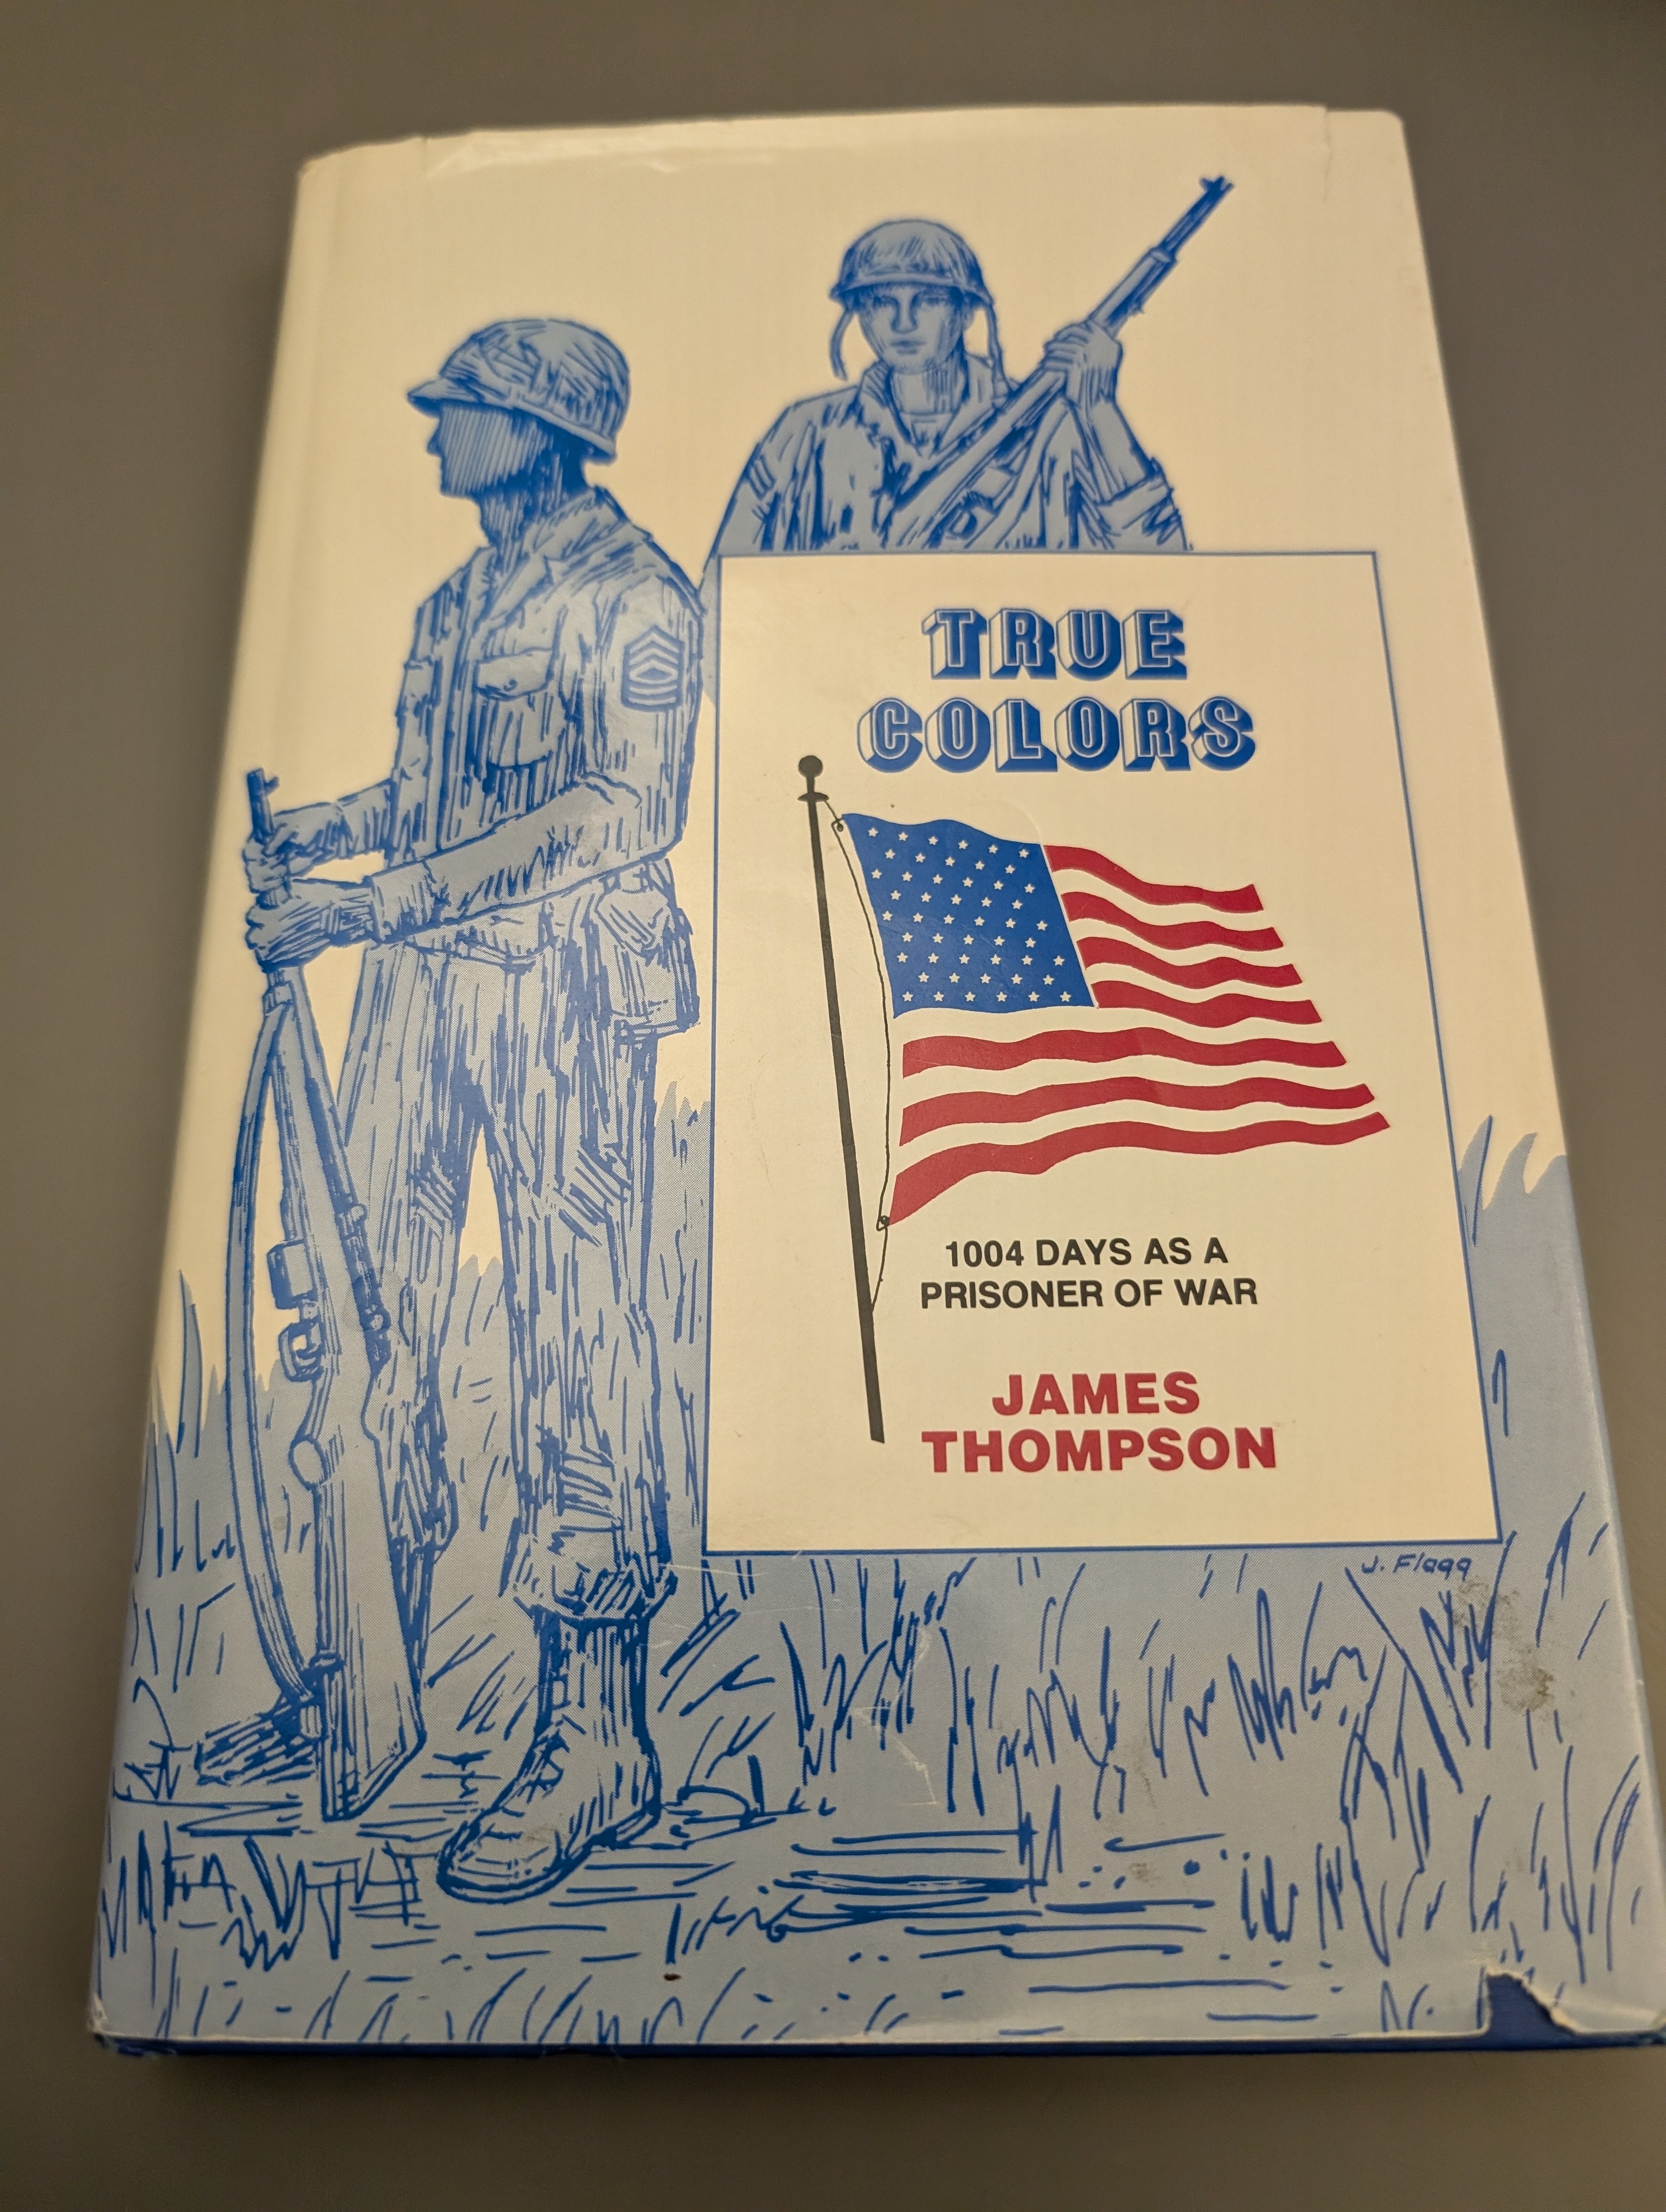 TRUE
COLORS
1004 DAYS AS A
PRISONER OF WAR
JAMES
THOMPSON
J. Flagg